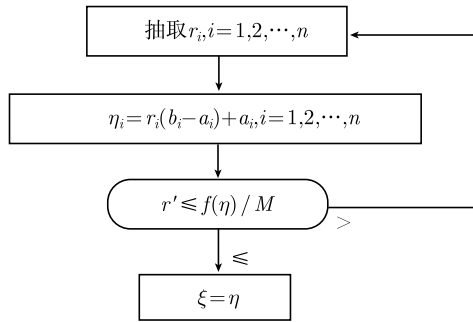 抽取r_i,i=1,2,⋯,n
η_i=r_i(b_i−a_i)+a_i,i=1,2,⋯,n
r′⩽f(η)/M
>
⩽
ξ=η